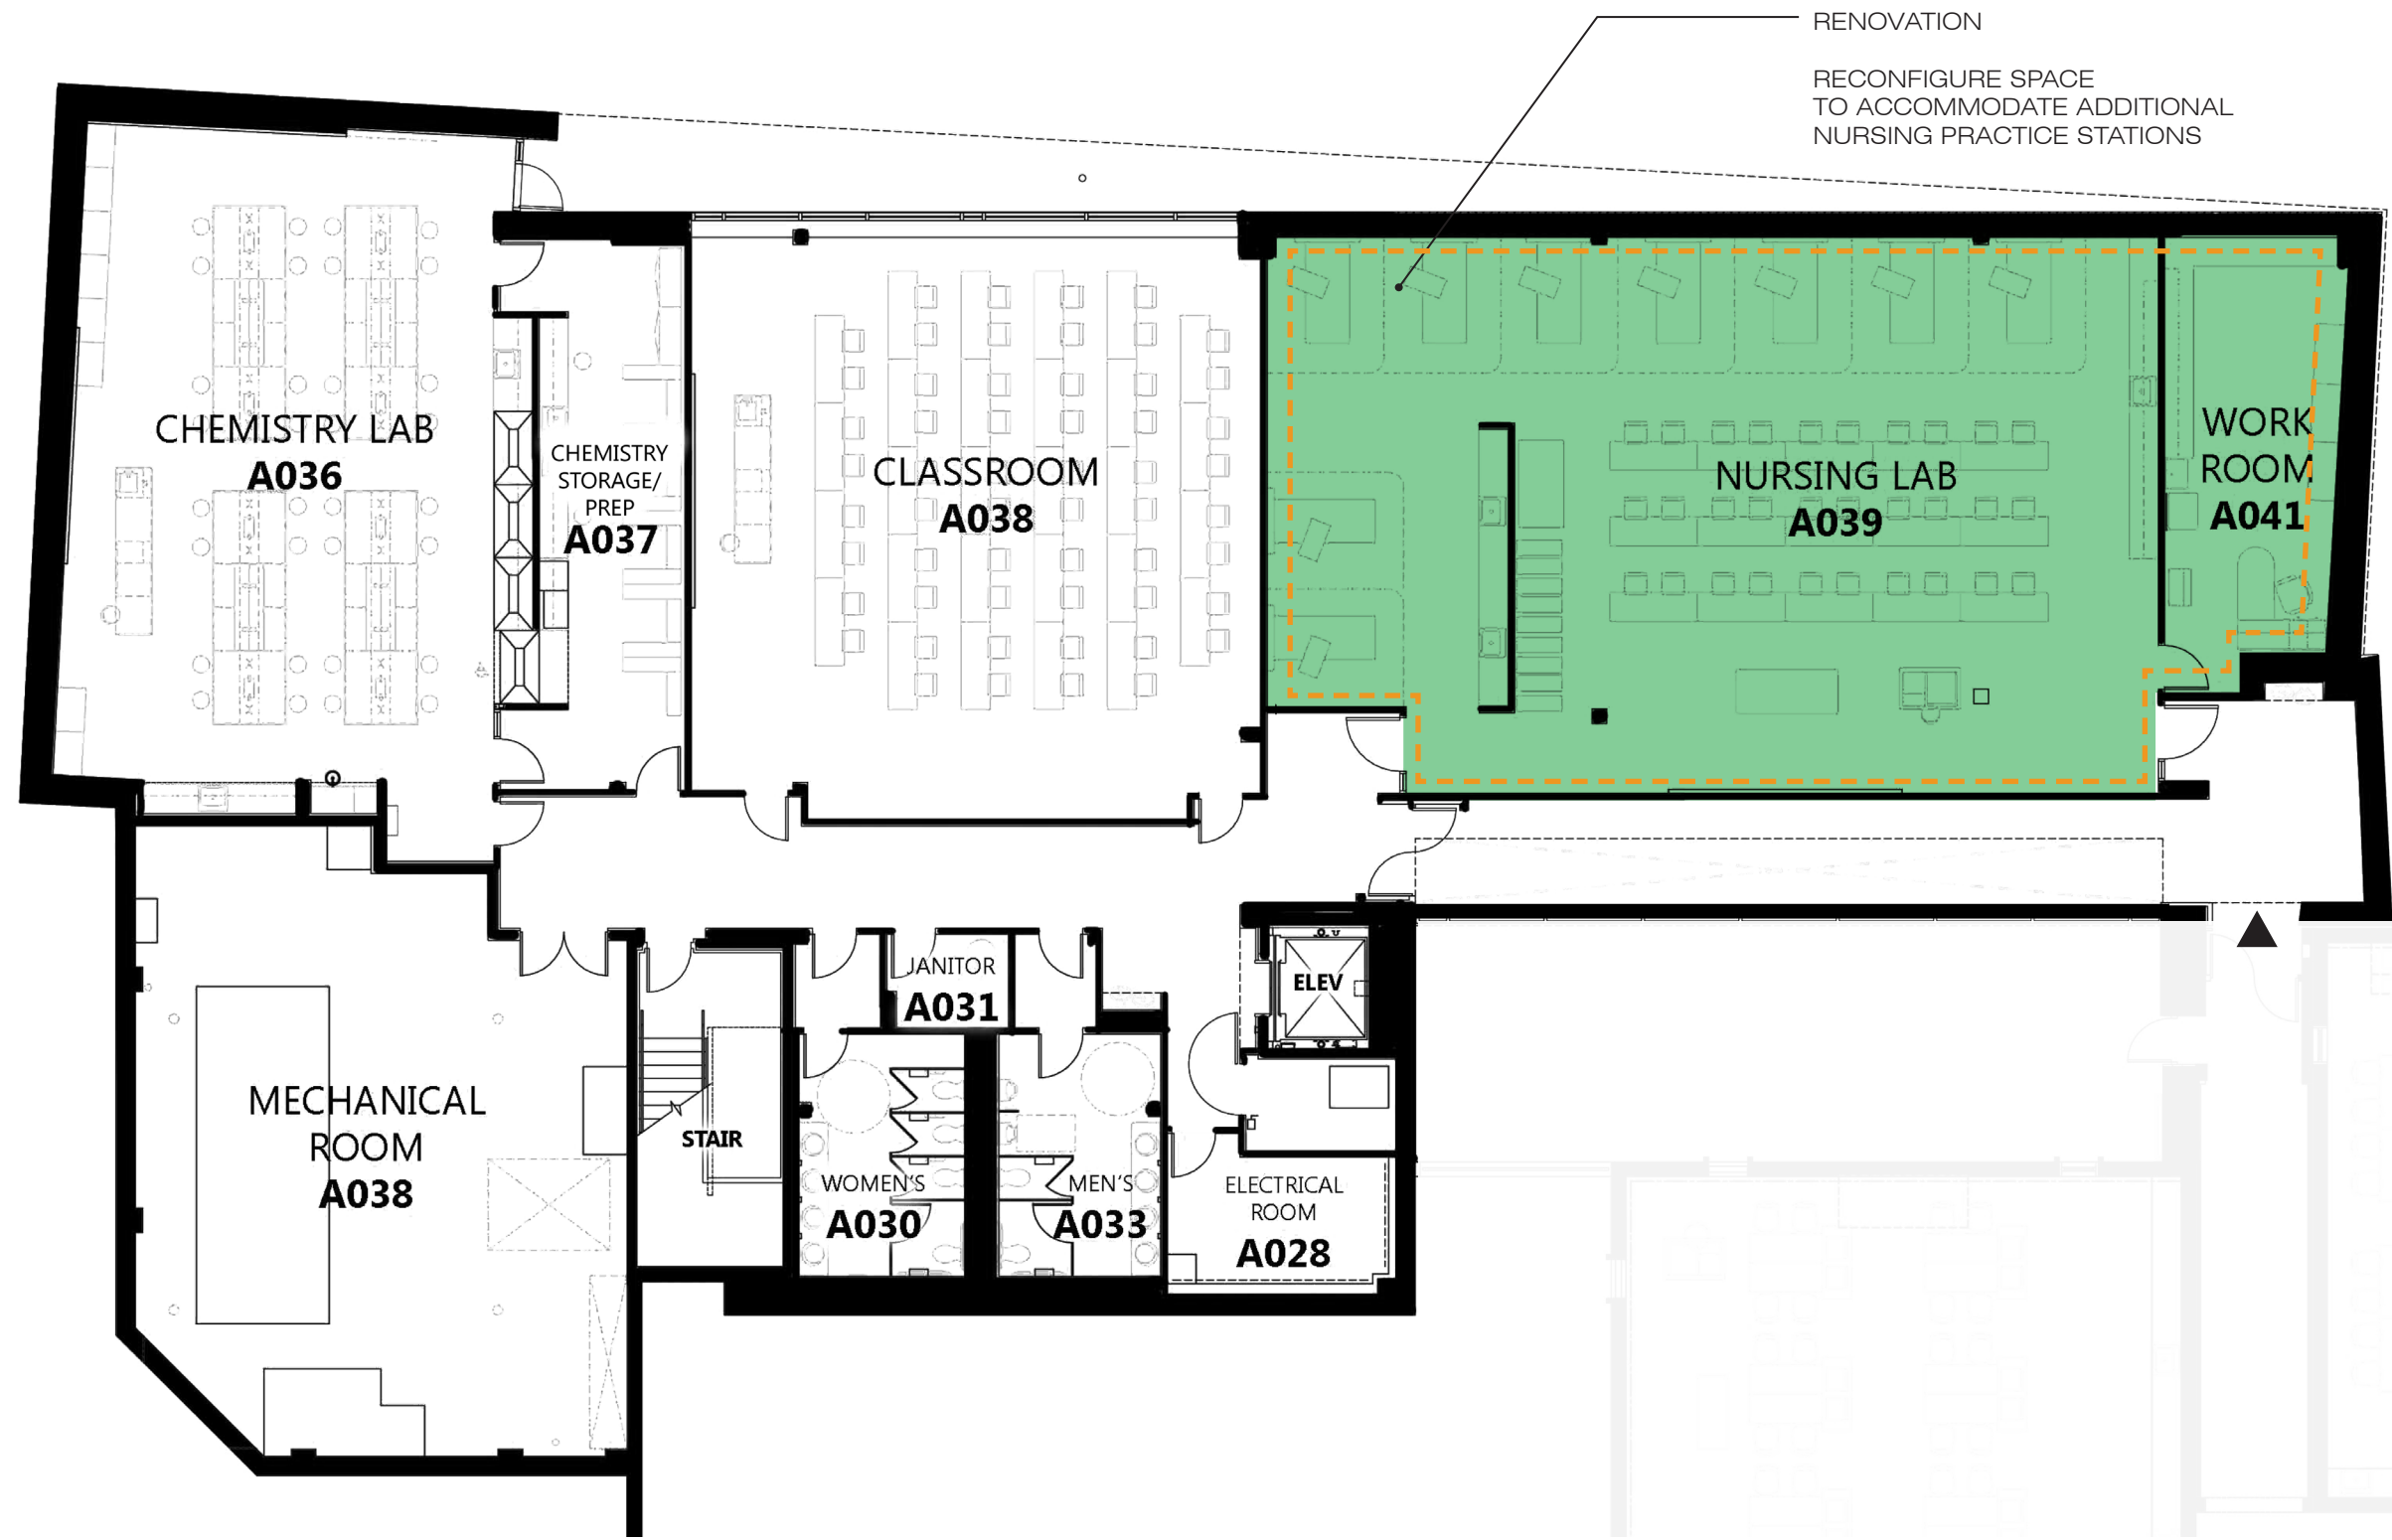 RENOVATION
RECONFIGURE SPACE
TO ACCOMMODATE ADDITIONAL
NURSING PRACTICE STATIONS
CHEMISTRY LAB
A036
CHEMISTRY
STORAGE/
PREP
A037
CLASSROOM
A038
NURSING LAB
A039
WORK
ROOM
A041
MECHANICAL
ROOM
A038
STAIR
JANITOR
A031
WOMEN'S
A030
MEN'S
A033
ELEV
ELECTRICAL
ROOM
A028